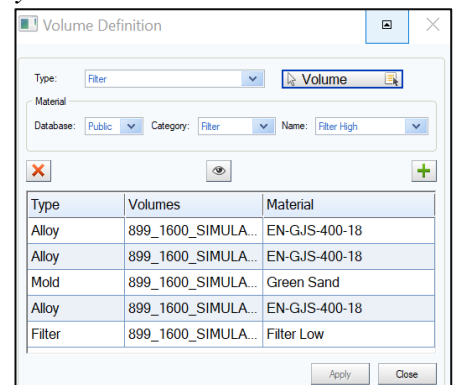 Volume Definition
Type: Filter Volume
Material
Database: Public Category: Filter Name: Filter High
Type Volumes Material
Alloy 899_1600_SIMULA... EN-GJS-400-18
Alloy 899_1600_SIMULA... EN-GJS-400-18
Mold 899_1600_SIMULA... Green Sand
Alloy 899_1600_SIMULA... EN-GJS-400-18
Filter 899_1600_SIMULA... Filter Low
Apply Close